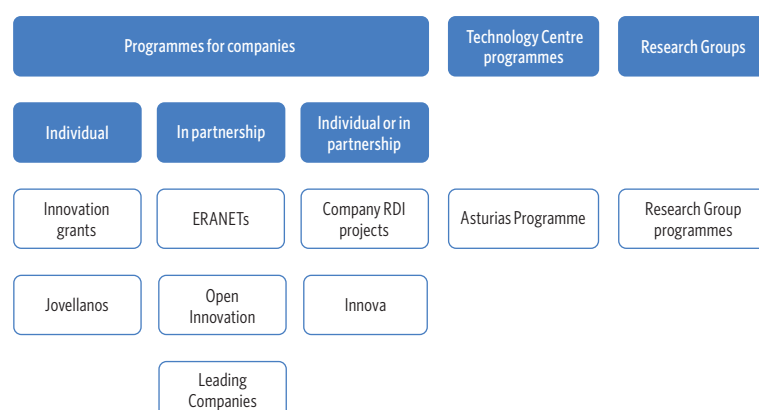 Programmes for companies
Technology Centre
programmes
Research Groups
Individual
In partnership
Individual or in
partnership
Innovation
grants
ERANETs
Company RDI
projects
Asturias Programme
Research Group
programmes
Jovellanos
Open
Innovation
Innova
Leading
Companies